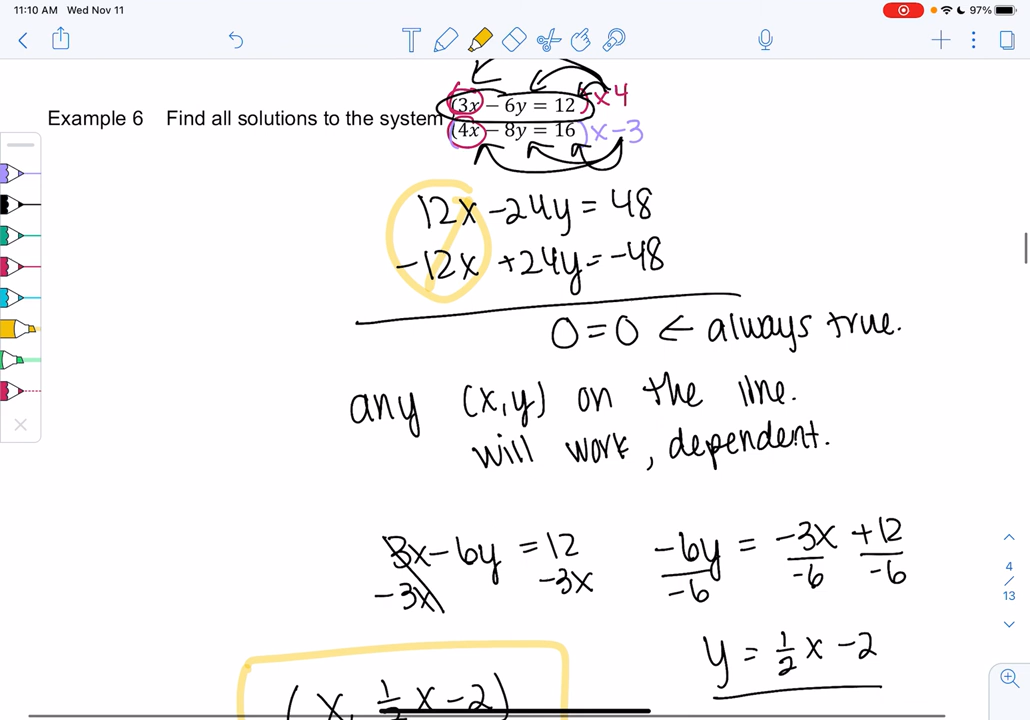 11:10 AM Wed Nov 11
97%
T
(3x − 6y = 12) x 4
Example 6 Find all solutions to the system
(4x − 8y = 16) x −3
12x −24y = 48
−12x +24y = −48
0 = 0 ← always true.
any (x,y) on the line.
will work, dependent.
3x − 6y = 12
−3x −3x
−6y = −3x +12
−6 −6 −6
y = 1/2 x − 2
(x, 1/2 x − 2)
4
/
13